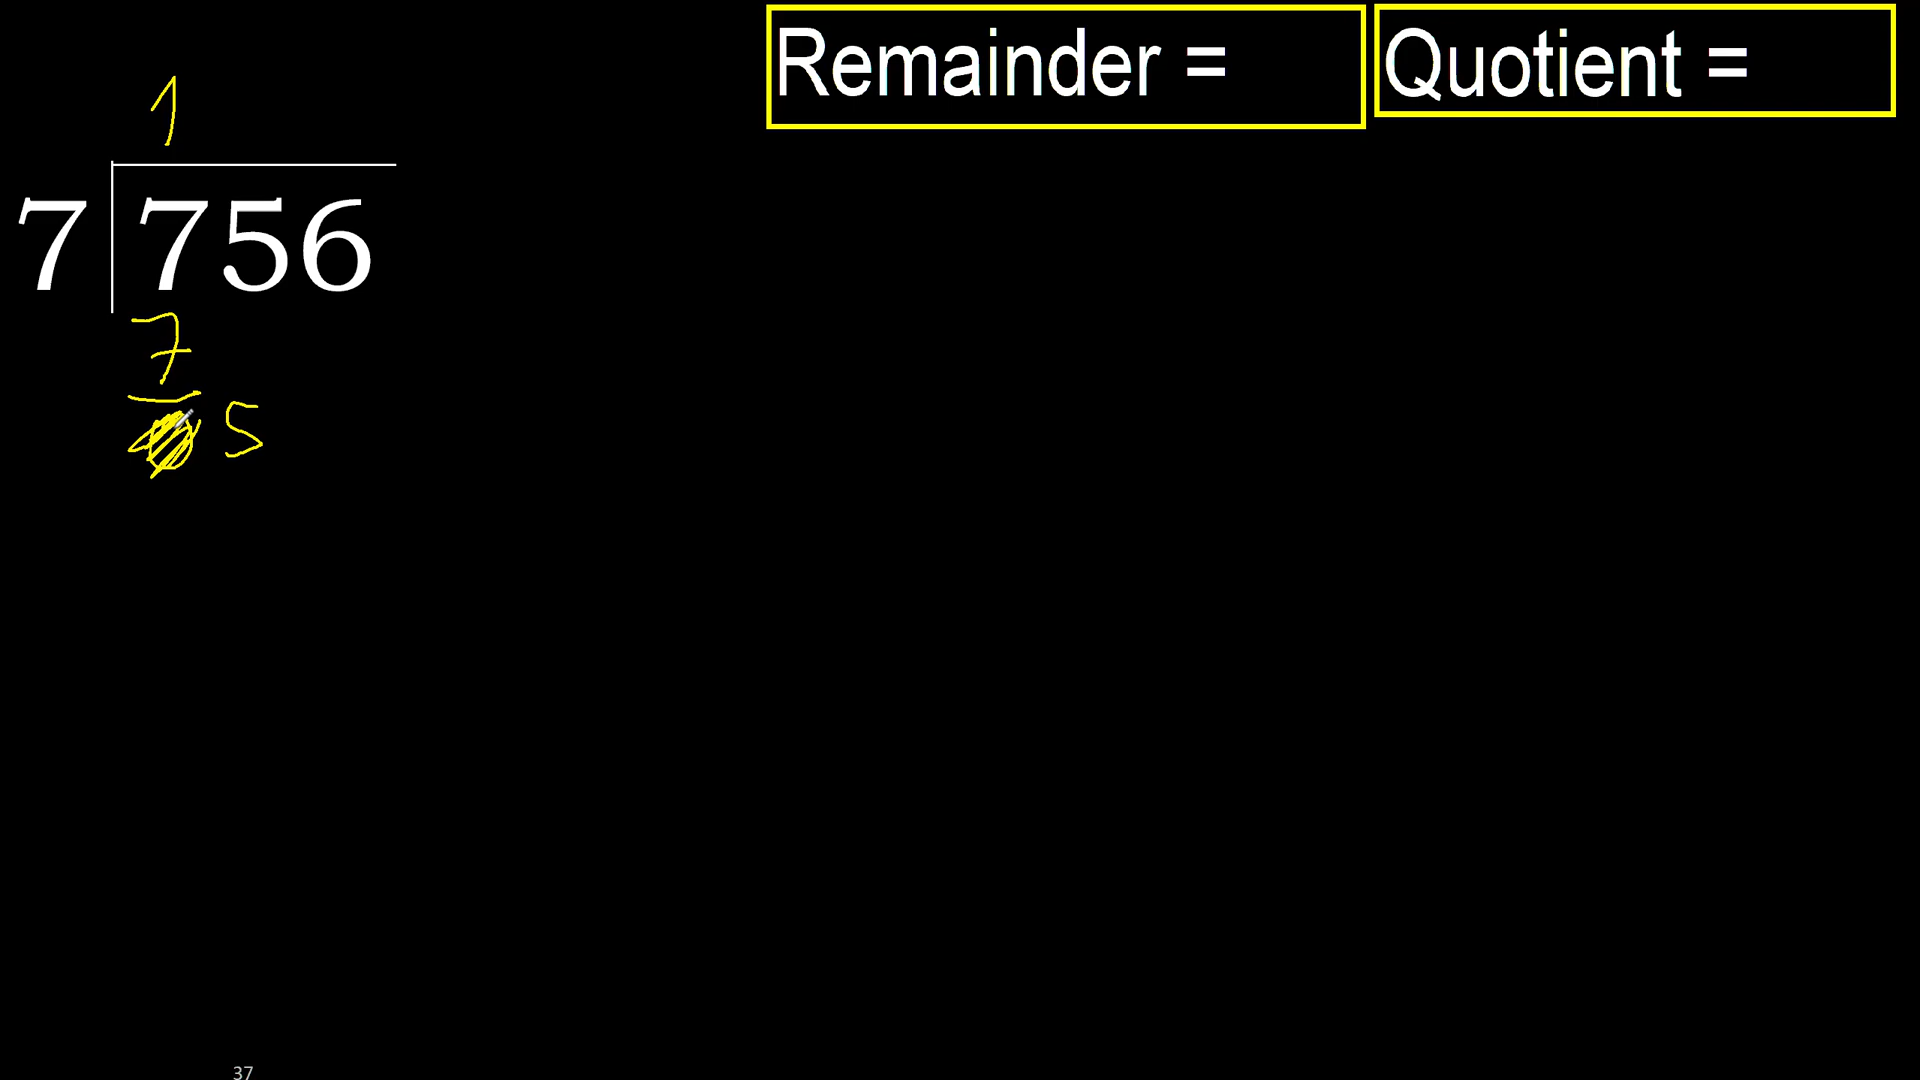 Remainder =
Quotient =
1
7 756
7
5
37